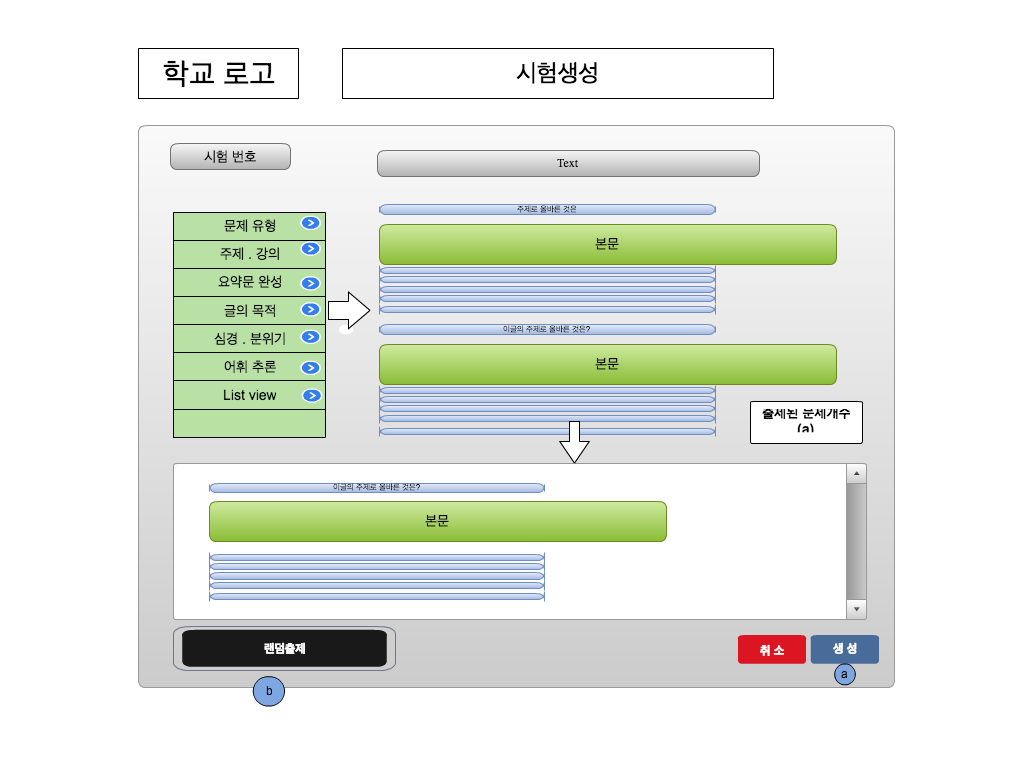 학교 로고
시험생성
시험 번호
Text
주제로 올바른 것은
문제 유형
주제 . 강의
요약문 완성
글의 목적
심경 . 분위기
어휘 추론
List view
본문
이글의 주제로 올바른 것은?
본문
출제된 문제개수
(a)
이글의 주제로 올바른 것은?
본문
랜덤출제
취 소
생 성
b
a